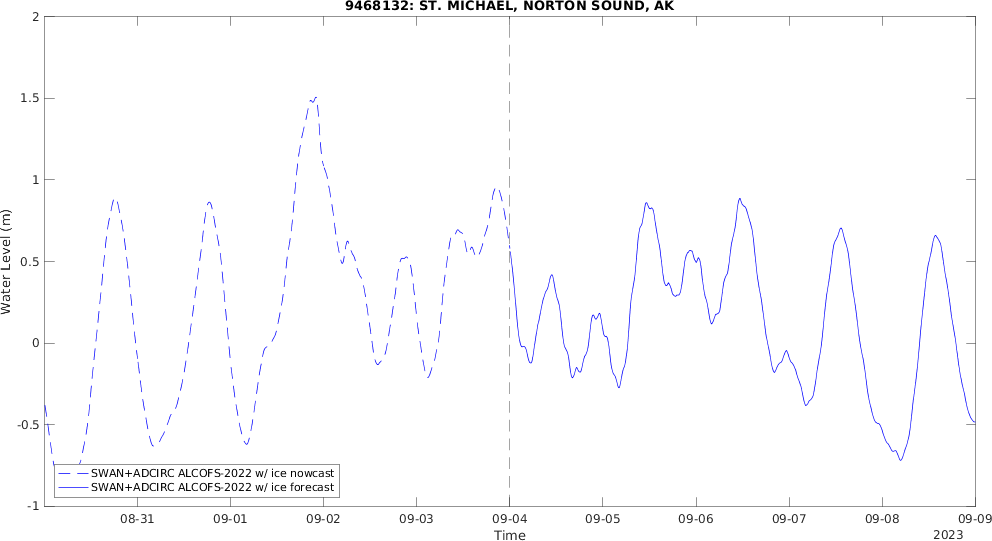 9468132: ST. MICHAEL, NORTON SOUND, AK
2
1.5
1
0.5
0
-0.5
-1
Water Level (m)
SWAN+ADCIRC ALCOFS-2022 w/ ice nowcast
SWAN+ADCIRC ALCOFS-2022 w/ ice forecast
08-31 09-01 09-02 09-03 09-04 09-05 09-06 09-07 09-08 09-09
Time
2023